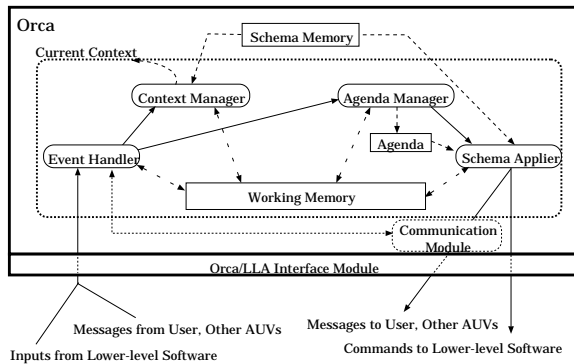 Orca
Schema Memory
Current Context
Context Manager
Agenda Manager
Agenda
Event Handler
Schema Applier
Working Memory
Communication
Module
Orca/LLA Interface Module
Messages from User, Other AUVs
Messages to User, Other AUVs
Inputs from Lower-level Software
Commands to Lower-level Software